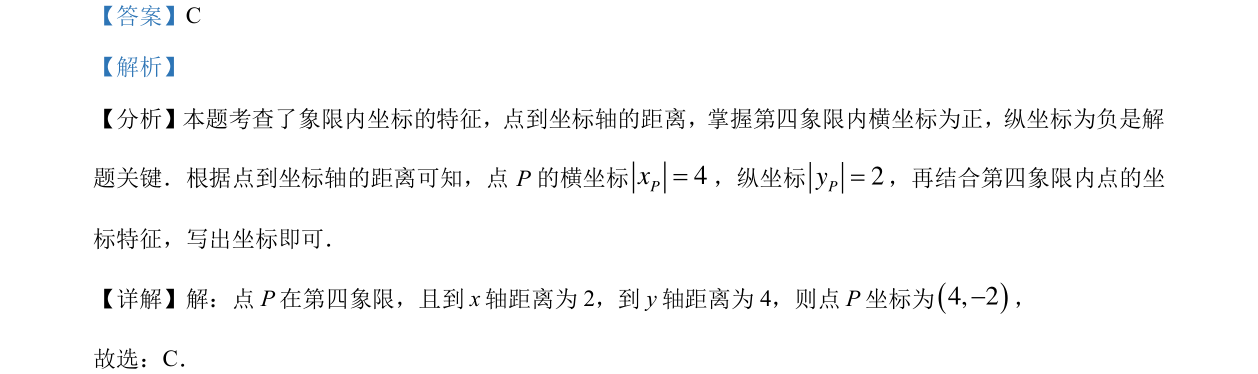 【答案】C
【解析】
【分析】本题考查了象限内坐标的特征，点到坐标轴的距离，掌握第四象限内横坐标为正，纵坐标为负是解
题关键．根据点到坐标轴的距离可知，点 P 的横坐标|x_P|=4，纵坐标|y_P|=2，再结合第四象限内点的坐
标特征，写出坐标即可．
【详解】解：点 P 在第四象限，且到 x 轴距离为 2，到 y 轴距离为 4，则点 P 坐标为(4,−2)，
故选：C．